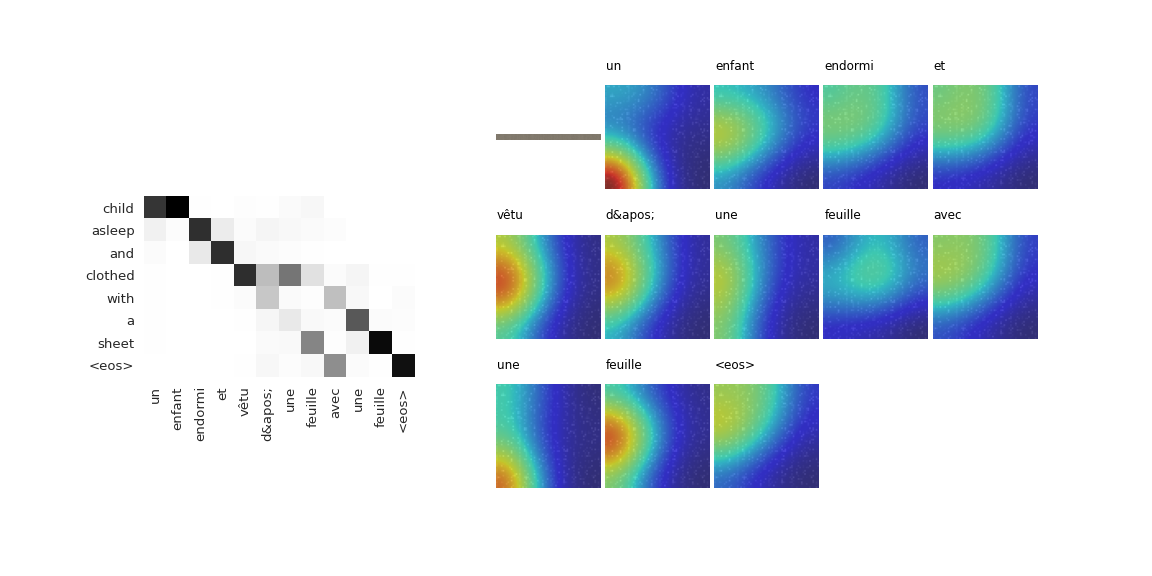 un enfant endormi et
child
asleep
and
clothed
with
a
sheet
<eos>
un enfant endormi et vêtu d&apos; une feuille avec une feuille <eos>
vêtu d&apos; une feuille avec
une feuille <eos>